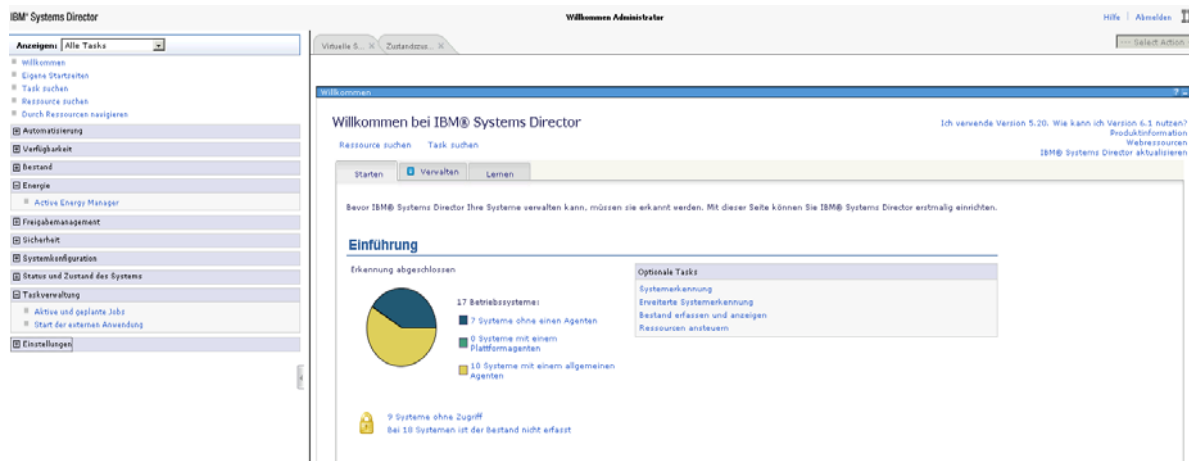 IBM® Systems Director
Willkommen Administrator
Hilfe | Abmelden
Anzeigen: Alle Tasks
Willkommen
Eigene Startseiten
Task suchen
Ressource suchen
Durch Ressourcen navigieren
Automatisierung
Verfügbarkeit
Bestand
Energie
Active Energy Manager
Freigabemanagement
Sicherheit
Systemkonfiguration
Status und Zustand des Systems
Taskverwaltung
Aktive und geplante Jobs
Start der externen Anwendung
Einstellungen
Virtuelle S... X Zustandszus... X
--- Select Action
Willkommen
Willkommen bei IBM® Systems Director
Ressource suchen Task suchen
Ich verwende Version 5.20. Wie kann ich Version 6.1 nutzen?
Produktinformation
Webressourcen
IBM® Systems Director aktualisieren
Starten Verwalten Lernen
Bevor IBM® Systems Director Ihre Systeme verwalten kann, müssen sie erkannt werden. Mit dieser Seite können Sie IBM® Systems Director erstmalig einrichten.
Einführung
Erkennung abgeschlossen
17 Betriebssysteme:
7 Systeme ohne einen Agenten
0 Systeme mit einem
Plattformagenten
10 Systeme mit einem allgemeinen
Agenten
Optionale Tasks
Systemerkennung
Erweiterte Systemerkennung
Bestand erfassen und anzeigen
Ressourcen ansteuern
9 Systeme ohne Zugriff
Bei 10 Systemen ist der Bestand nicht erfasst